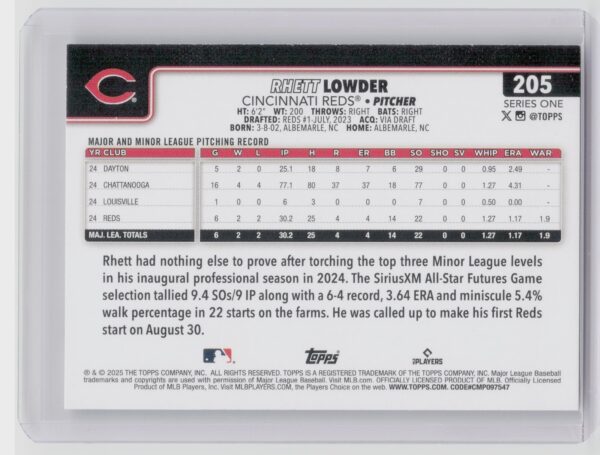 RHETT LOWDER
CINCINNATI REDS® • PITCHER
HT: 6'2" WT: 200 THROWS: RIGHT BATS: RIGHT
DRAFTED: REDS #1-JULY, 2023 ACQ: VIA DRAFT
BORN: 3-8-02, ALBEMARLE, NC HOME: ALBEMARLE, NC
205
SERIES ONE
@TOPPS
MAJOR AND MINOR LEAGUE PITCHING RECORD
YR CLUB G W L IP H R ER BB SO SHO SV WHIP ERA WAR
24 DAYTON 5 2 0 25.1 18 8 7 6 29 0 0 0.95 2.49 -
24 CHATTANOOGA 16 4 4 77.1 80 37 37 18 77 0 0 1.27 4.31 -
24 LOUISVILLE 1 0 0 6 3 0 0 0 7 0 0 0.50 0.00 -
24 REDS 6 2 2 30.2 25 4 4 14 22 0 0 1.27 1.17 1.9
MAJ. LEA. TOTALS 6 2 2 30.2 25 4 4 14 22 0 0 1.27 1.17 1.9
Rhett had nothing else to prove after torching the top three Minor League levels
in his inaugural professional season in 2024. The SiriusXM All-Star Futures Game
selection tallied 9.4 SOs/9 IP along with a 6-4 record, 3.64 ERA and miniscule 5.4%
walk percentage in 22 starts on the farms. He was called up to make his first Reds
start on August 30.
Topps
PLAYERS
® & © 2025 THE TOPPS COMPANY, INC. ALL RIGHTS RESERVED. TOPPS IS A REGISTERED TRADEMARK OF THE TOPPS COMPANY, INC. Major League Baseball
trademarks and copyrights are used with permission of Major League Baseball. Visit MLB.com. OFFICIALLY LICENSED PRODUCT OF MLB. Officially Licensed
Product of MLB Players, Inc. Visit MLBPLAYERS.com, the Players Choice on the web. WWW.TOPPS.COM. CODE#CMP097547